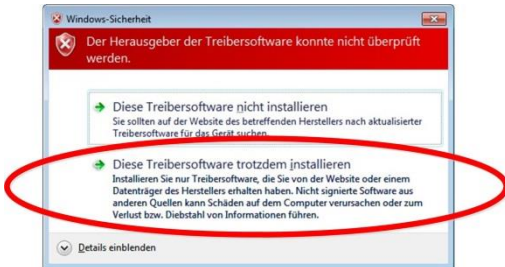 Windows-Sicherheit
Der Herausgeber der Treibersoftware konnte nicht überprüft
werden.
Diese Treibersoftware nicht installieren
Sie sollten auf der Website des betreffenden Herstellers nach aktualisierter
Treibersoftware für das Gerät suchen.
Diese Treibersoftware trotzdem installieren
Installieren Sie nur Treibersoftware, die Sie von der Website oder einem
Datenträger des Herstellers erhalten haben. Nicht signierte Software aus
anderen Quellen kann Schäden auf dem Computer verursachen oder zum
Verlust bzw. Diebstahl von Informationen führen.
Details einblenden